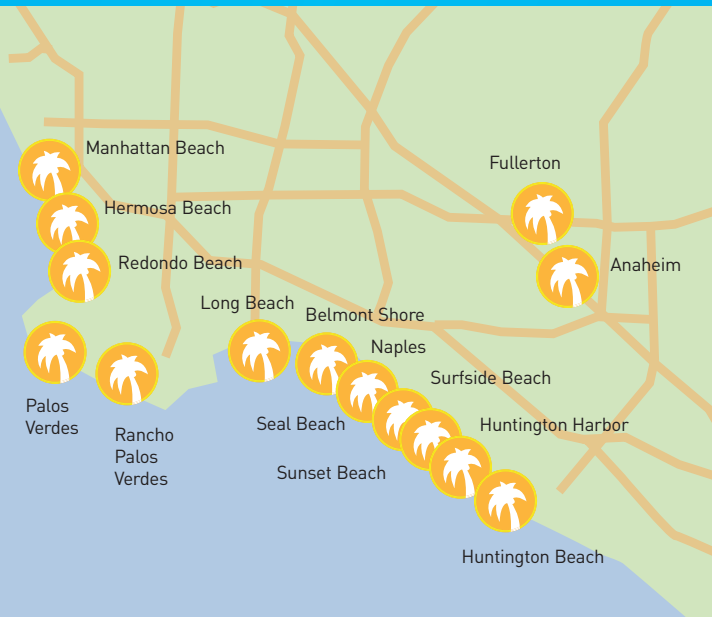 Manhattan Beach
Fullerton
Hermosa Beach
Redondo Beach
Anaheim
Long Beach
Belmont Shore
Naples
Surfside Beach
Palos
Verdes
Seal Beach
Huntington Harbor
Rancho
Palos
Verdes
Sunset Beach
Huntington Beach